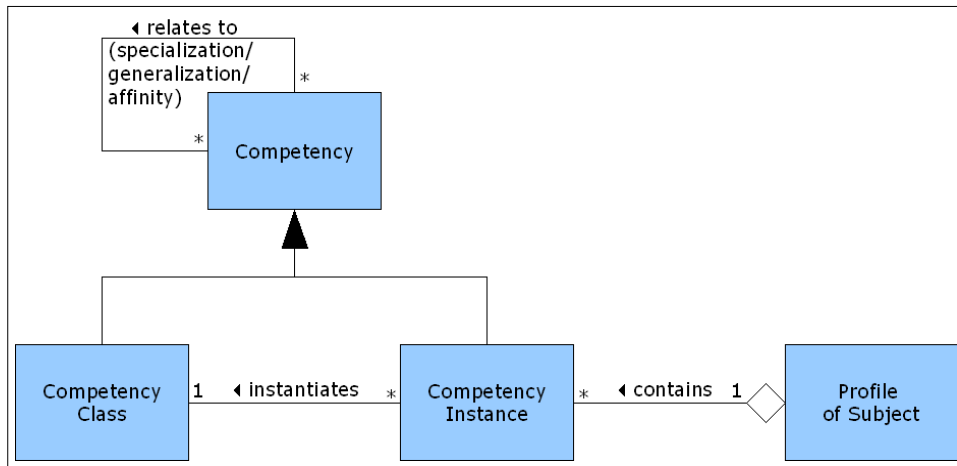 ◀ relates to
(specialization/
generalization/
affinity)
*
*
Competency
Competency
Class
1
◀ instantiates
*
Competency
Instance
*
◀ contains
1
Profile
of Subject